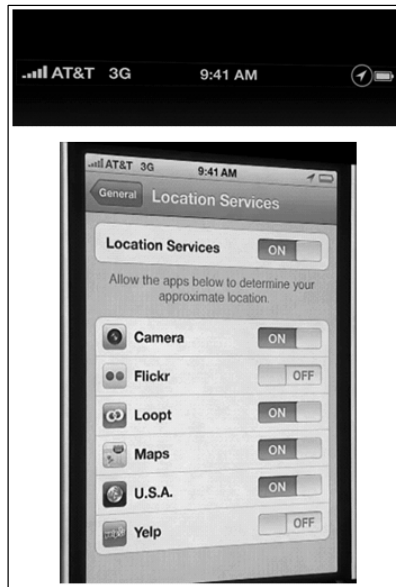 AT&T 3G 9:41 AM
AT&T 3G 9:41 AM
General Location Services
Location Services ON
Allow the apps below to determine your
approximate location.
Camera ON
Flickr OFF
Loopt ON
Maps ON
U.S.A. ON
Yelp OFF